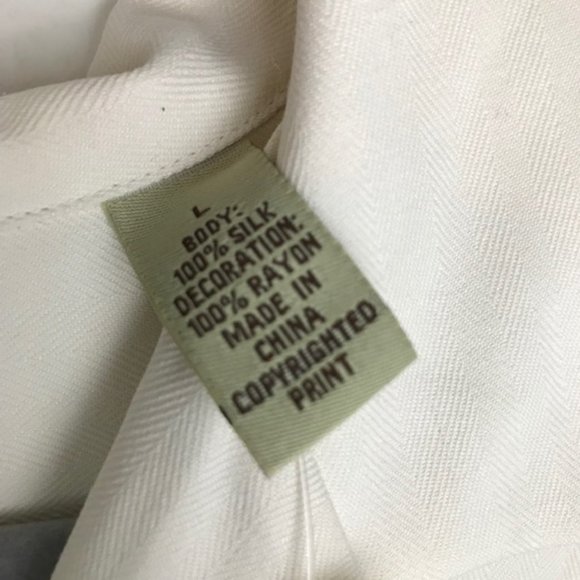 L
BODY:
100% SILK
DECORATION:
100% RAYON
MADE IN
CHINA
COPYRIGHTED
PRINT